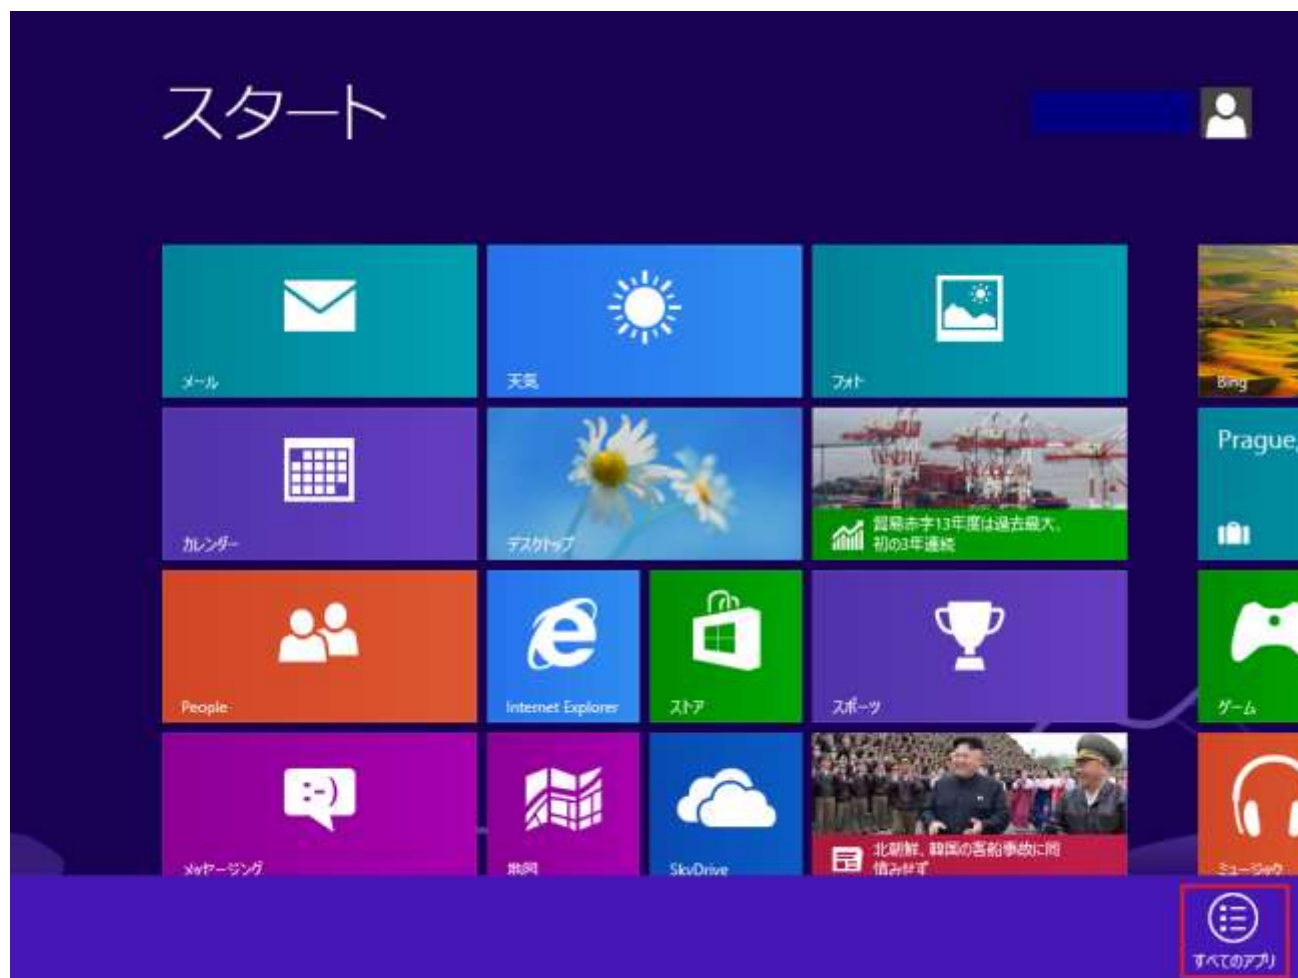 スタート
メール
天気
フォト
Bing
カレンダー
デスクトップ
貿易赤字13年度は過去最大、
初の3年連続
Prague,
People
Internet Explorer
ストア
スポーツ
ゲーム
:-)
メッセージング
地図
SkyDrive
北朝鮮、韓国の客船事故に同
情みせず
ミュージック
すべてのアプリ